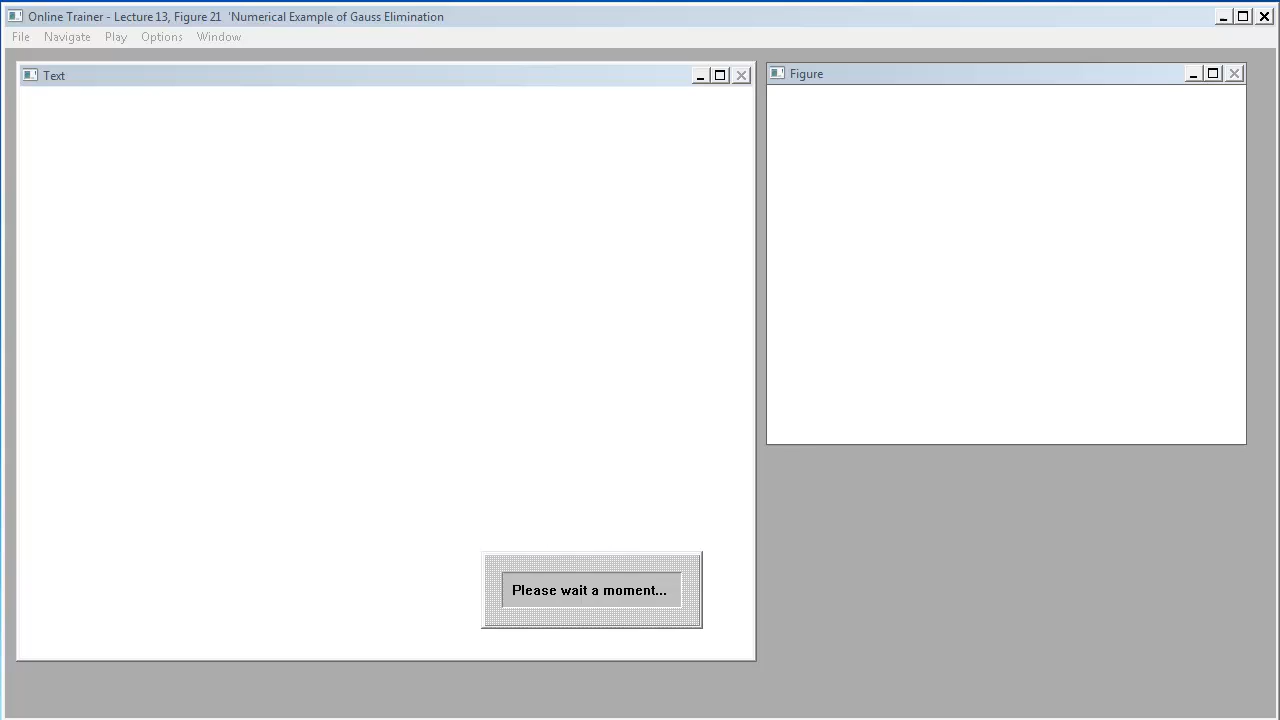 Online Trainer - Lecture 13, Figure 21 'Numerical Example of Gauss Elimination
File Navigate Play Options Window
Text
Figure
Please wait a moment...